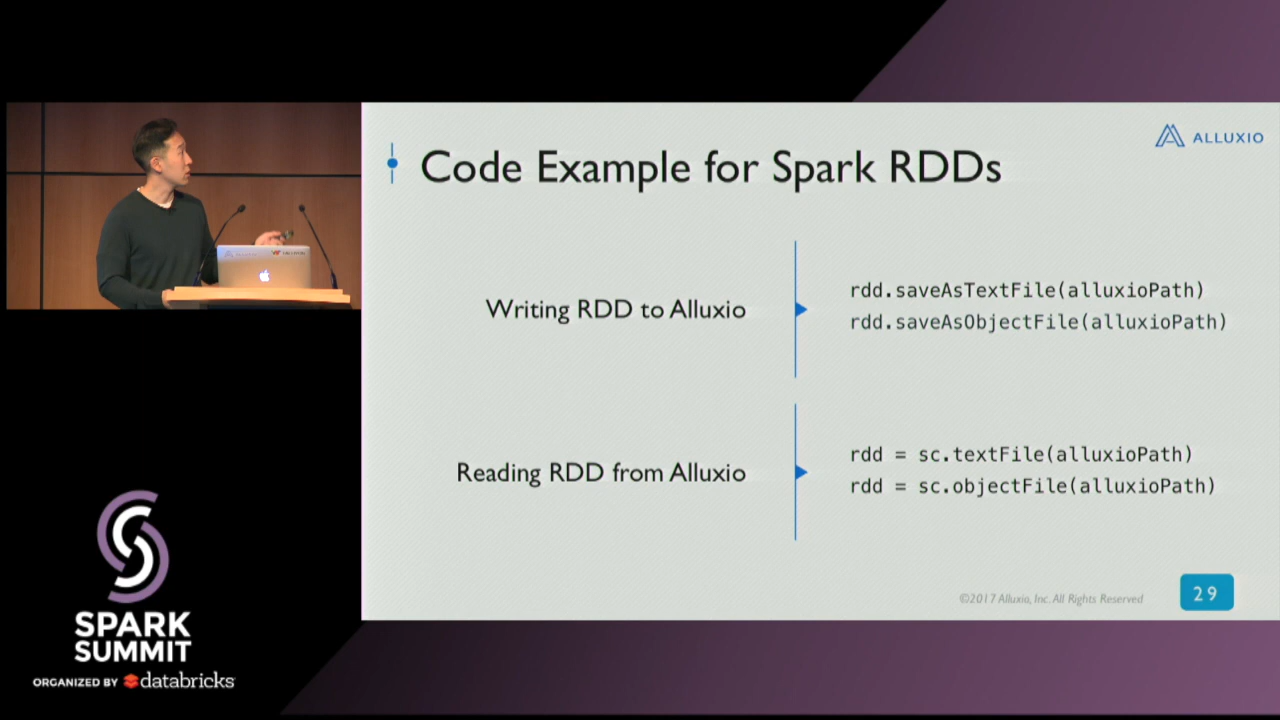 ALLUXIO
Code Example for Spark RDDs
Writing RDD to Alluxio
rdd.saveAsTextFile(alluxioPath)
rdd.saveAsObjectFile(alluxioPath)
Reading RDD from Alluxio
rdd = sc.textFile(alluxioPath)
rdd = sc.objectFile(alluxioPath)
©2017 Alluxio, Inc. All Rights Reserved
29
SPARK
SUMMIT
ORGANIZED BY databricks